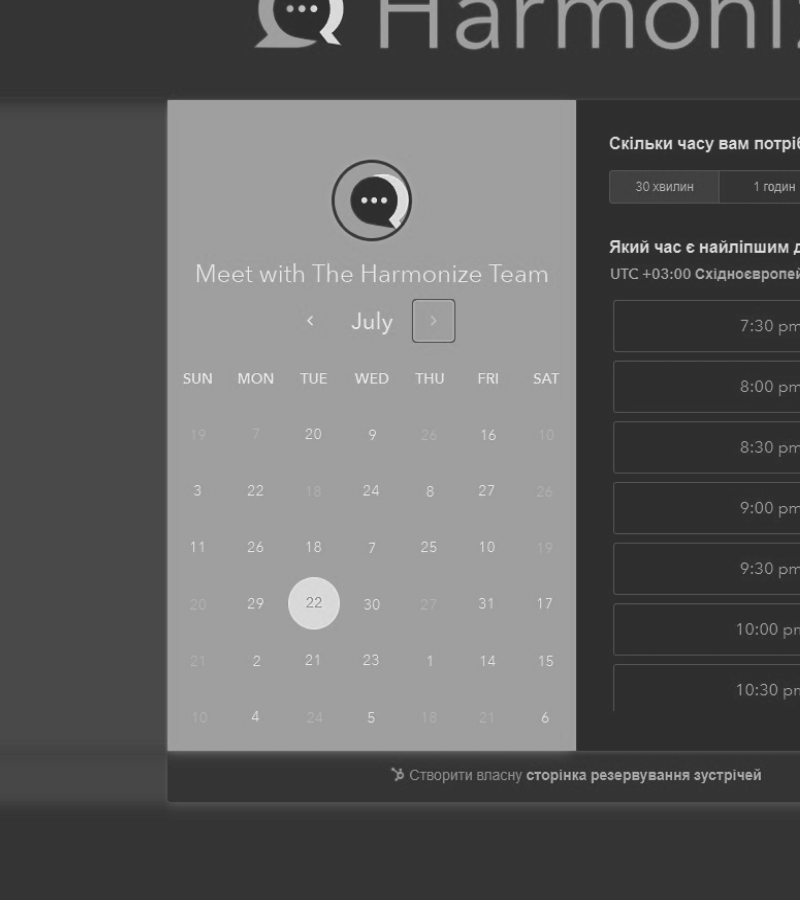 Harmoniz
Meet with The Harmonize Team
July
SUN MON TUE WED THU FRI SAT
19 7 20 9 26 16 10
3 22 18 24 8 27 26
11 26 18 7 25 10 19
20 29 22 30 27 31 17
21 2 21 23 1 14 15
10 4 24 5 18 21 6
Скільки часу вам потріб
30 хвилин 1 годин
Який час є найліпшим д
UTC +03:00 Східноєвропей
7:30 pm
8:00 pm
8:30 pm
9:00 pm
9:30 pm
10:00 pm
10:30 pm
Створити власну сторінка резервування зустрічей